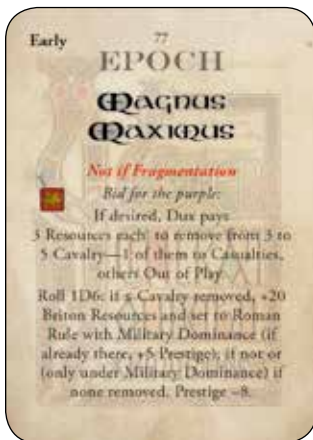 Early
77
EPOCH
Magnus
Maximus
Not if Fragmentation
Bid for the purple:
If desired, Dux pays
3 Resources each to remove from 3 to
5 Cavalry—1 of them to Casualties,
others Out of Play.
Roll 1D6: if ≤ Cavalry removed, +20
Briton Resources and set to Roman
Rule with Military Dominance (if
already there, +5 Prestige); if not or
(only under Military Dominance) if
none removed, Prestige –8.